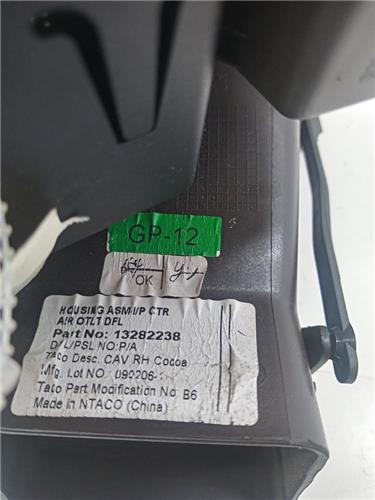 GP-12
OK
HOUSING ASM-I/P CTR
AIR OTLT DFL
Part No: 13282238
D/L/PSL NO:P/A
Taco Desc. CAV RH Cocoa
Mfg. Lot NO. :090206-1
Taco Part Modification No: B6
Made in NTACO (China)